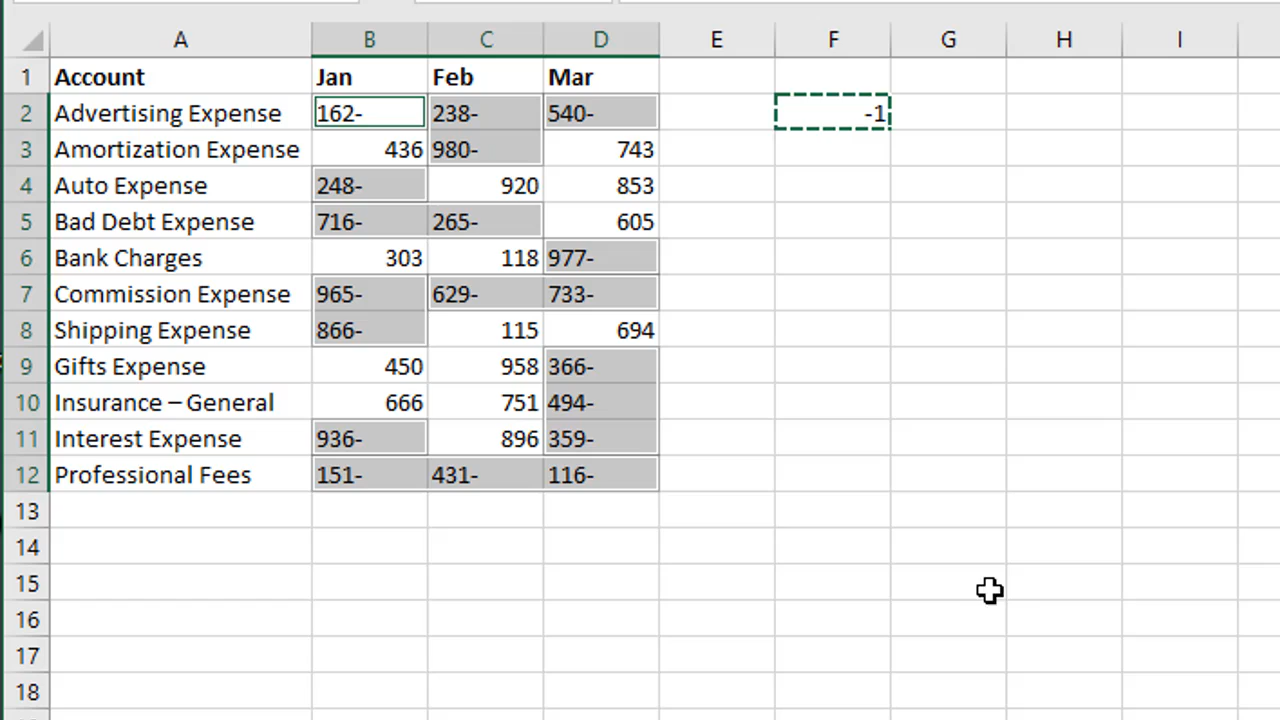 A B C D E F G H I
1 Account Jan Feb Mar
2 Advertising Expense 162- 238- 540- -1
3 Amortization Expense 436 980- 743
4 Auto Expense 248- 920 853
5 Bad Debt Expense 716- 265- 605
6 Bank Charges 303 118 977-
7 Commission Expense 965- 629- 733-
8 Shipping Expense 866- 115 694
9 Gifts Expense 450 958 366-
10 Insurance – General 666 751 494-
11 Interest Expense 936- 896 359-
12 Professional Fees 151- 431- 116-
13
14
15
16
17
18